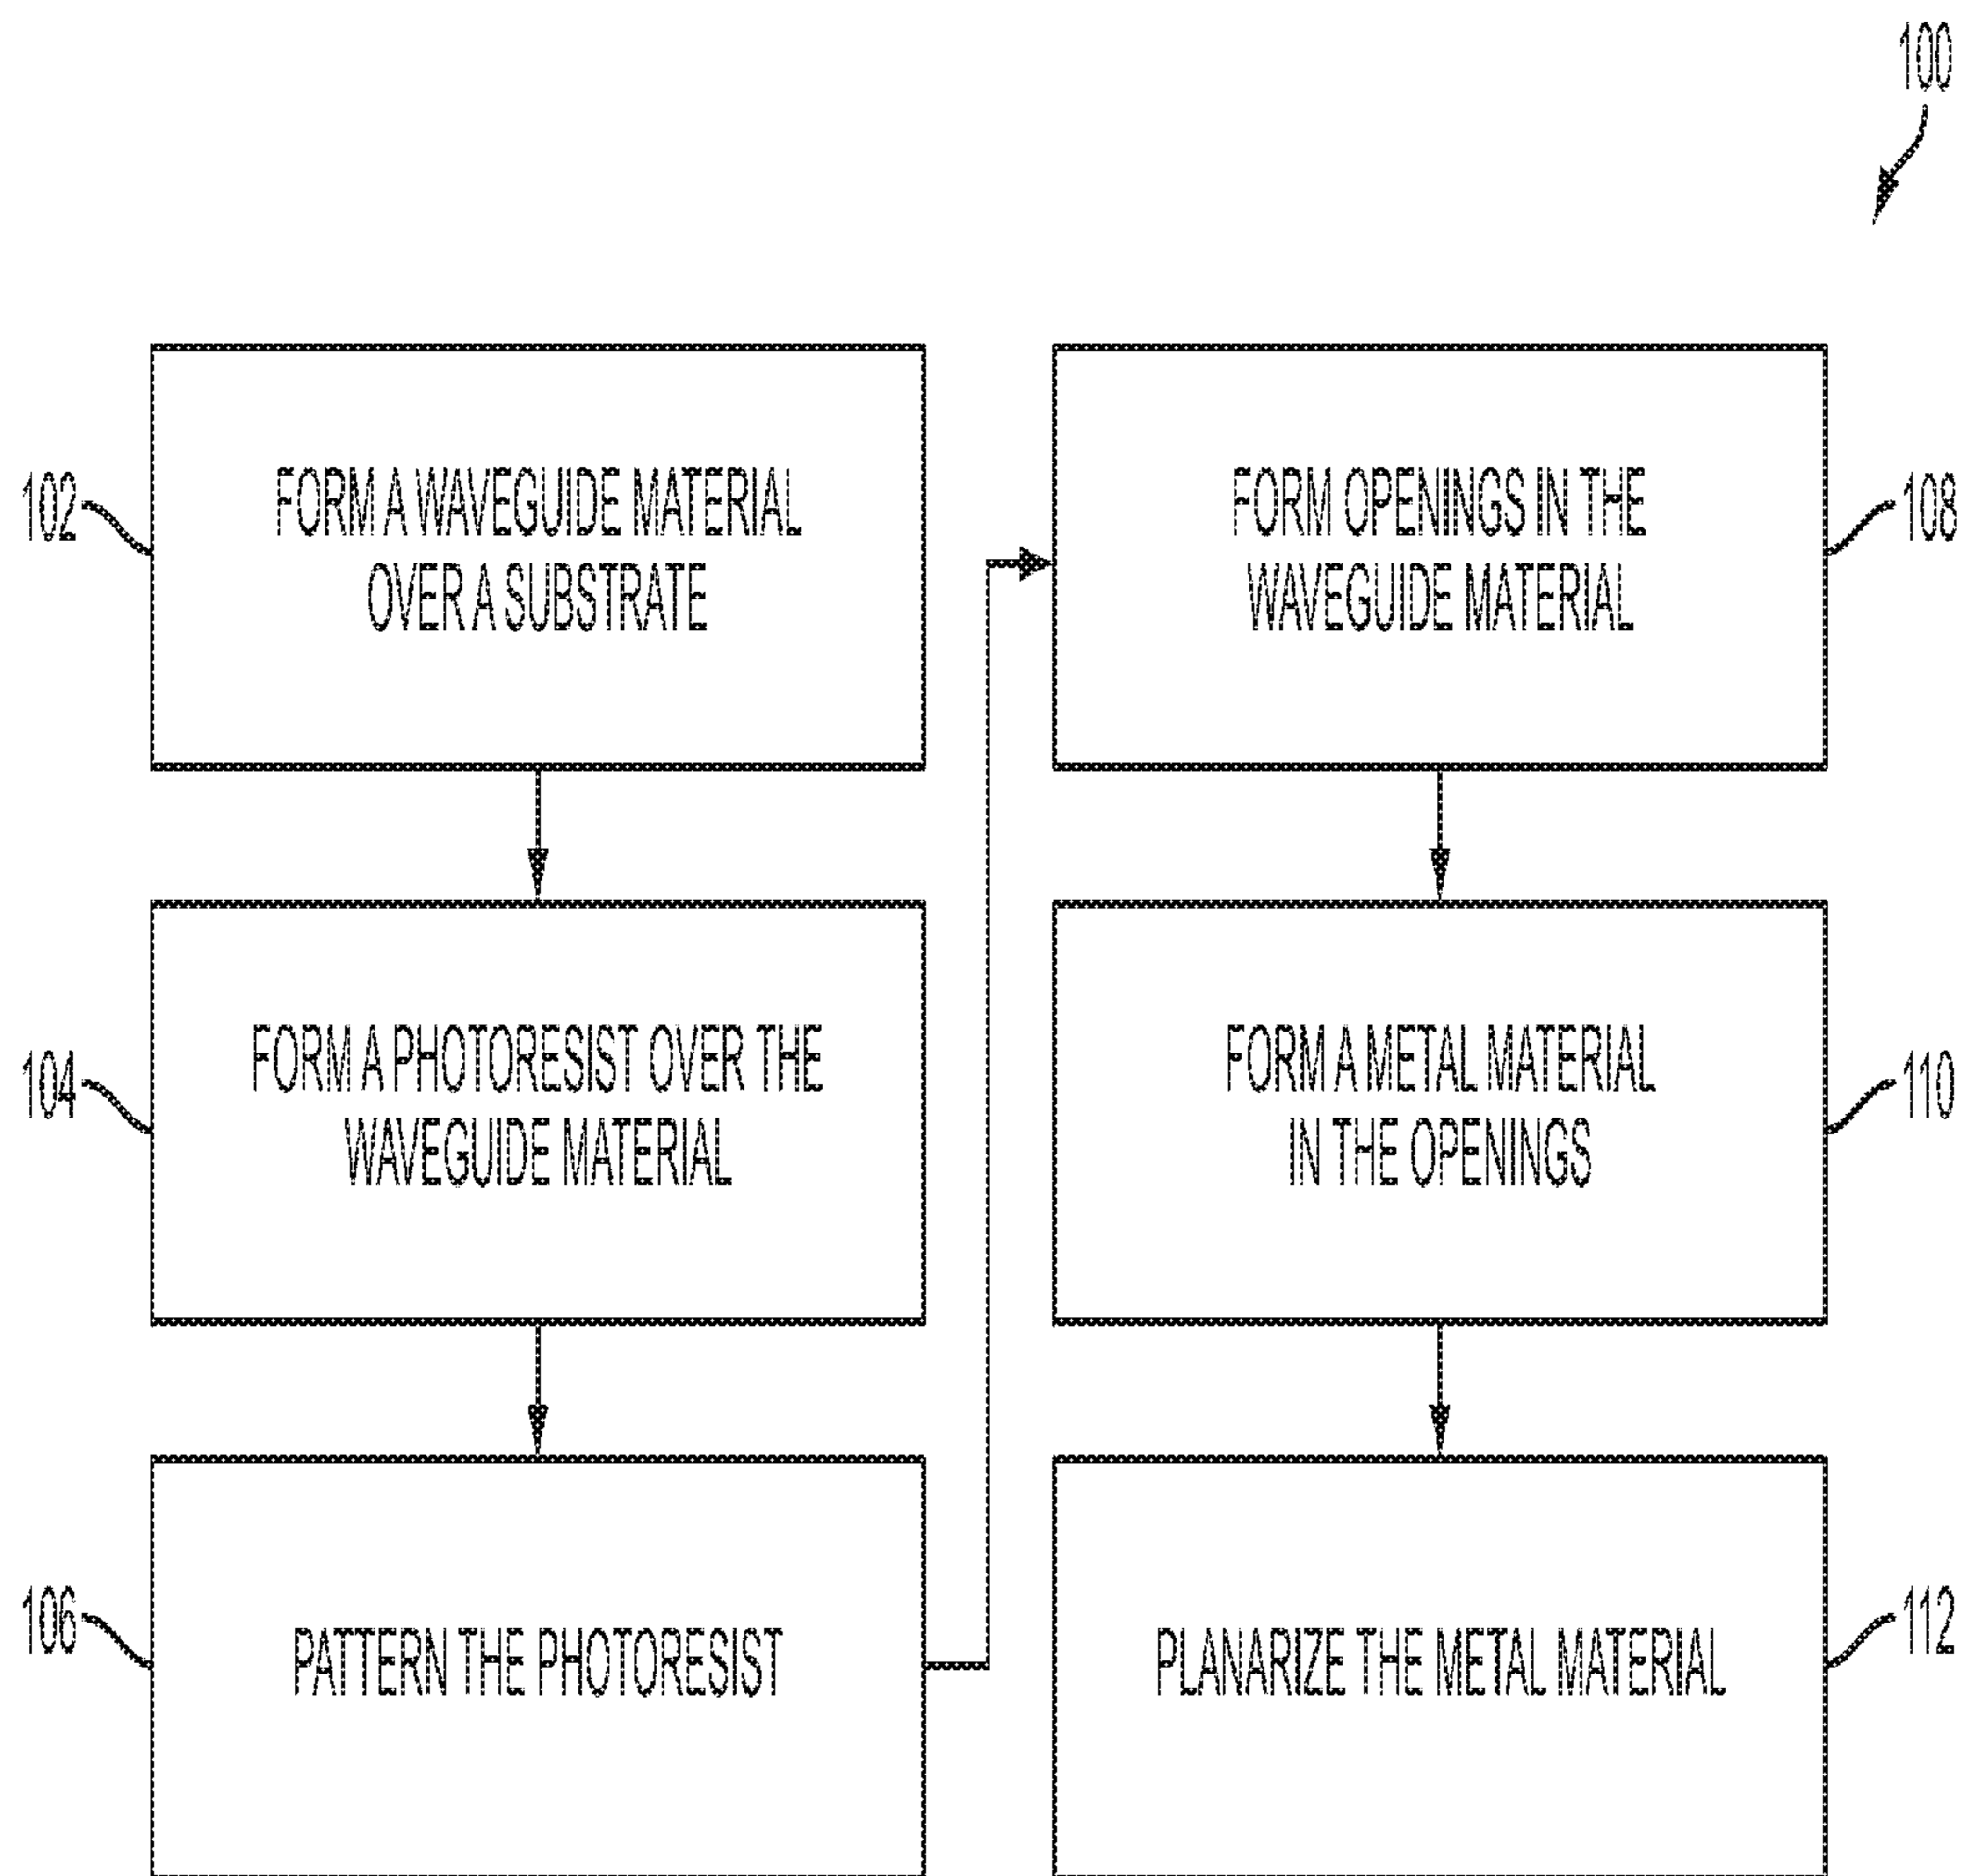 100
102
FORM A WAVEGUIDE MATERIAL
OVER A SUBSTRATE
104
FORM A PHOTORESIST OVER THE
WAVEGUIDE MATERIAL
106
PATTERN THE PHOTORESIST
FORM OPENINGS IN THE
WAVEGUIDE MATERIAL
108
FORM A METAL MATERIAL
IN THE OPENINGS
110
PLANARIZE THE METAL MATERIAL
112